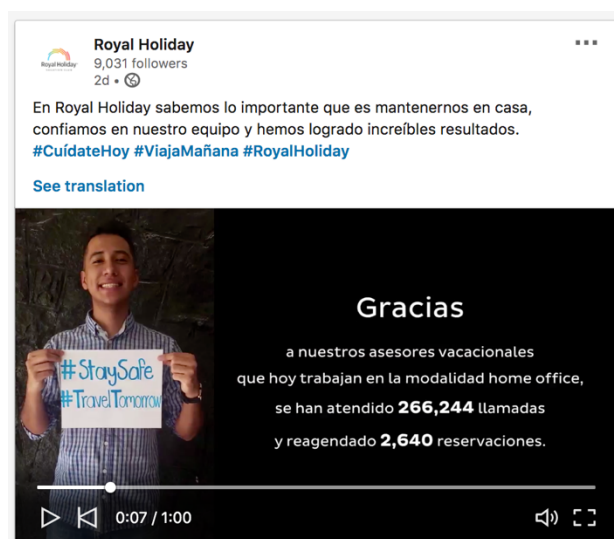 Royal Holiday
Royal Holiday
9,031 followers
2d •
En Royal Holiday sabemos lo importante que es mantenernos en casa,
confiamos en nuestro equipo y hemos logrado increíbles resultados.
#CuídateHoy #ViajaMañana #RoyalHoliday
See translation
#StaySafe
#TravelTomorrow
Gracias
a nuestros asesores vacacionales
que hoy trabajan en la modalidad home office,
se han atendido 266,244 llamadas
y reagendado 2,640 reservaciones.
0:07 / 1:00